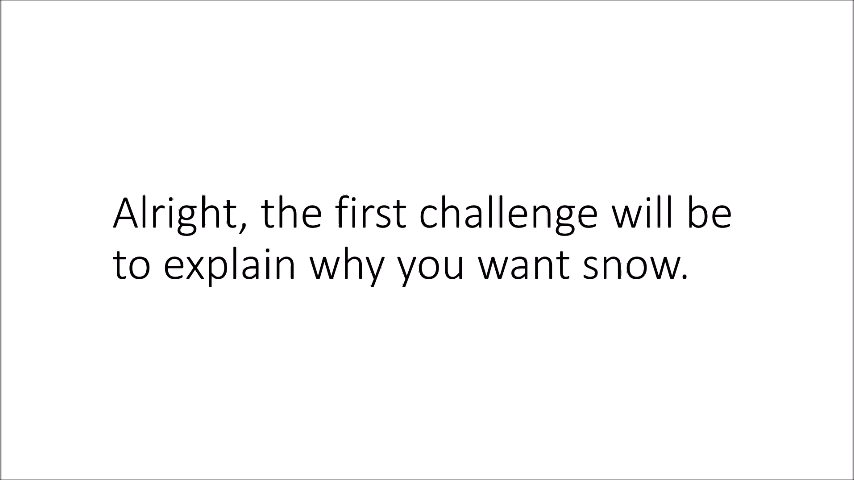 Alright, the first challenge will be
to explain why you want snow.